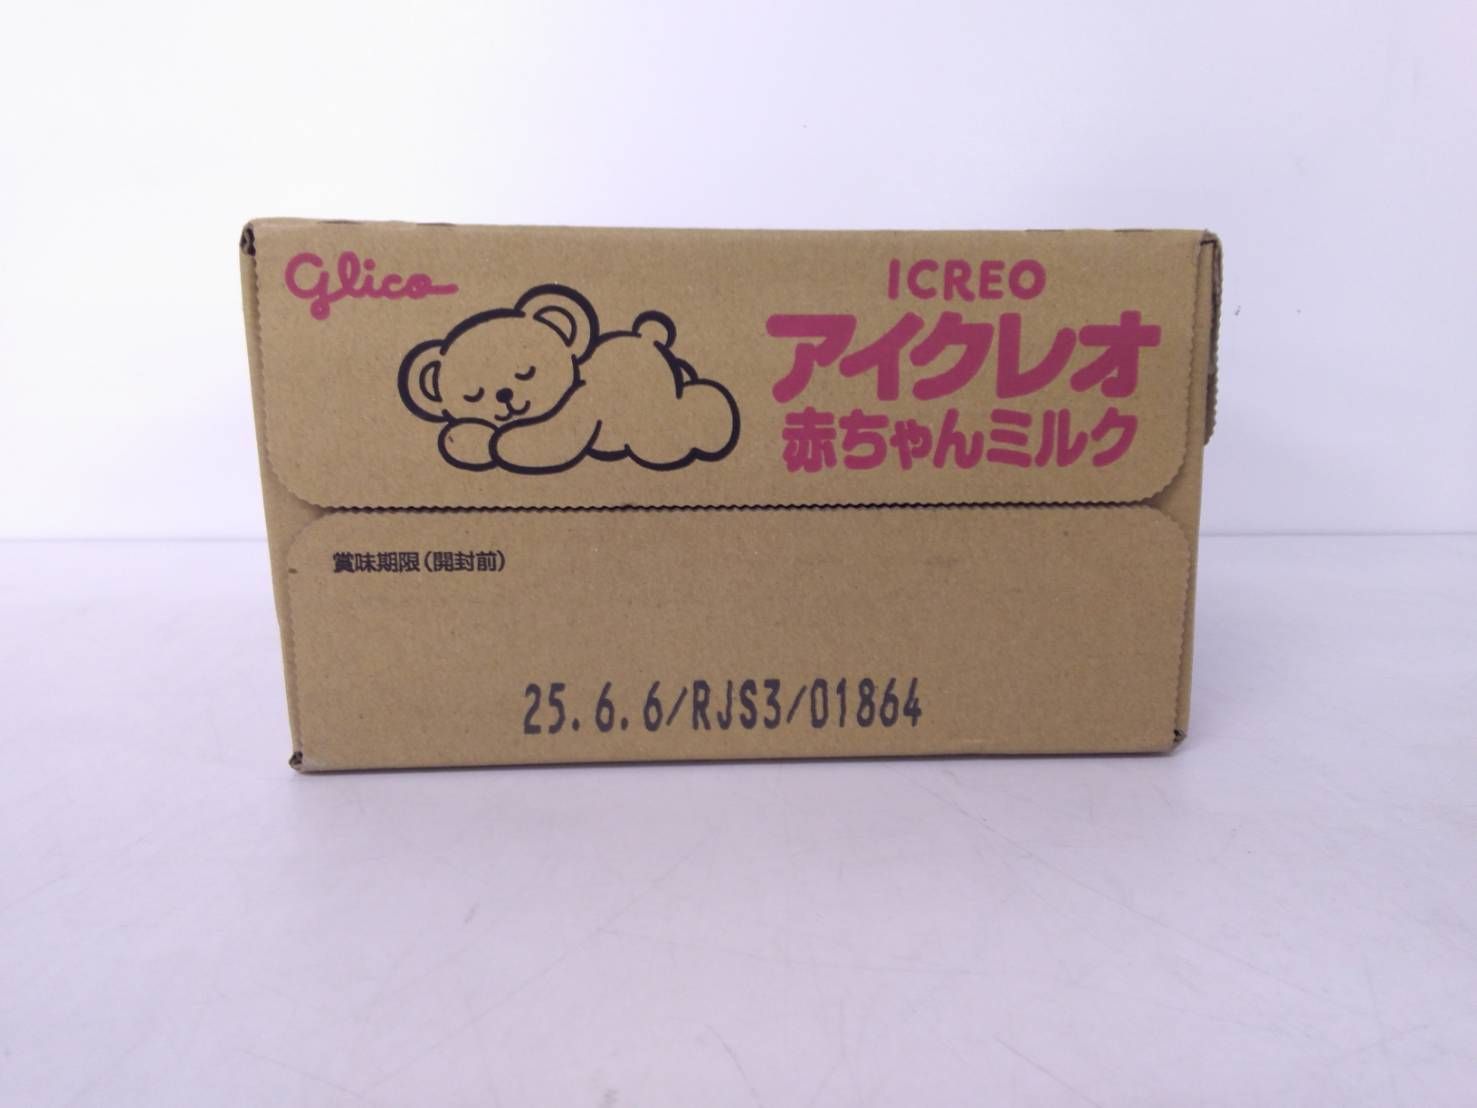 Glico
ICREO
アイクレオ
赤ちゃんミルク
賞味期限(開封前)
25.6.6/RJS3/01864